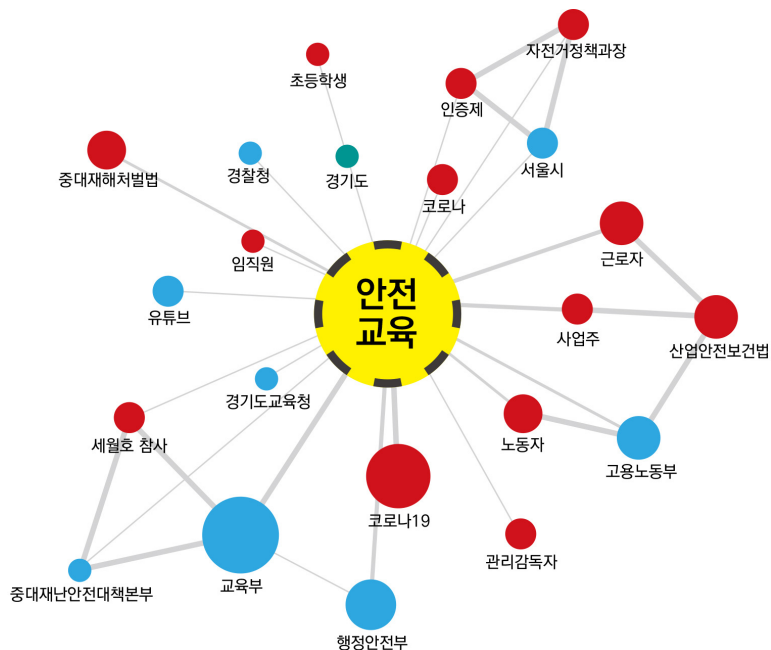 자전거정책과장
초등학생
인증제
중대재해처벌법
경찰청
경기도
코로나
서울시
임직원
근로자
유튜브
안전
교육
사업주
산업안전보건법
경기도교육청
세월호 참사
노동자
고용노동부
코로나19
관리감독자
중대재난안전대책본부
교육부
행정안전부